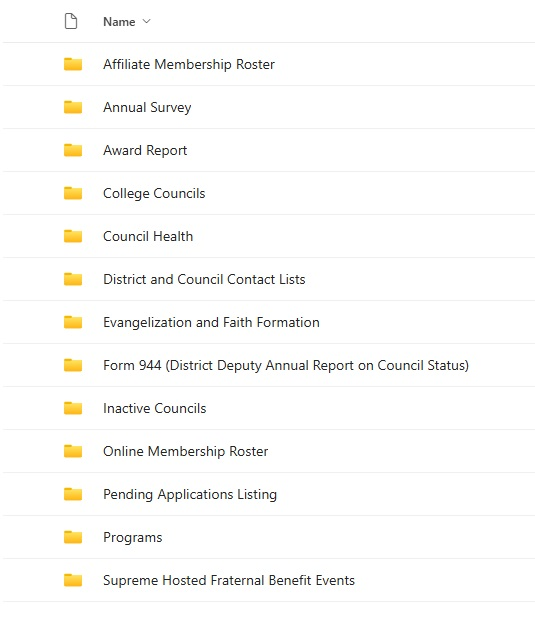 Name
Affiliate Membership Roster
Annual Survey
Award Report
College Councils
Council Health
District and Council Contact Lists
Evangelization and Faith Formation
Form 944 (District Deputy Annual Report on Council Status)
Inactive Councils
Online Membership Roster
Pending Applications Listing
Programs
Supreme Hosted Fraternal Benefit Events